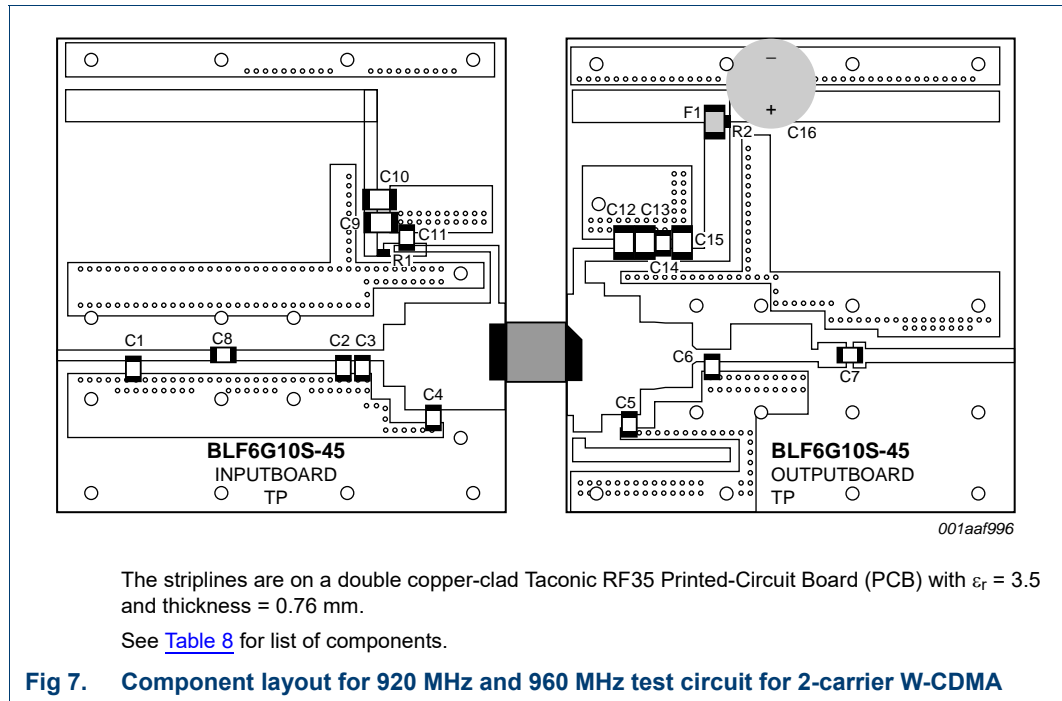 C10
C9
C11
R1
C1
C8
C2 C3
C4
BLF6G10S-45
INPUTBOARD
TP
−
+
F1
R2
C16
C12 C13
C15
C14
C6
C7
C5
BLF6G10S-45
OUTPUTBOARD
TP
001aaf996
The striplines are on a double copper-clad Taconic RF35 Printed-Circuit Board (PCB) with εr = 3.5
and thickness = 0.76 mm.
See Table 8 for list of components.
Fig 7. Component layout for 920 MHz and 960 MHz test circuit for 2-carrier W-CDMA